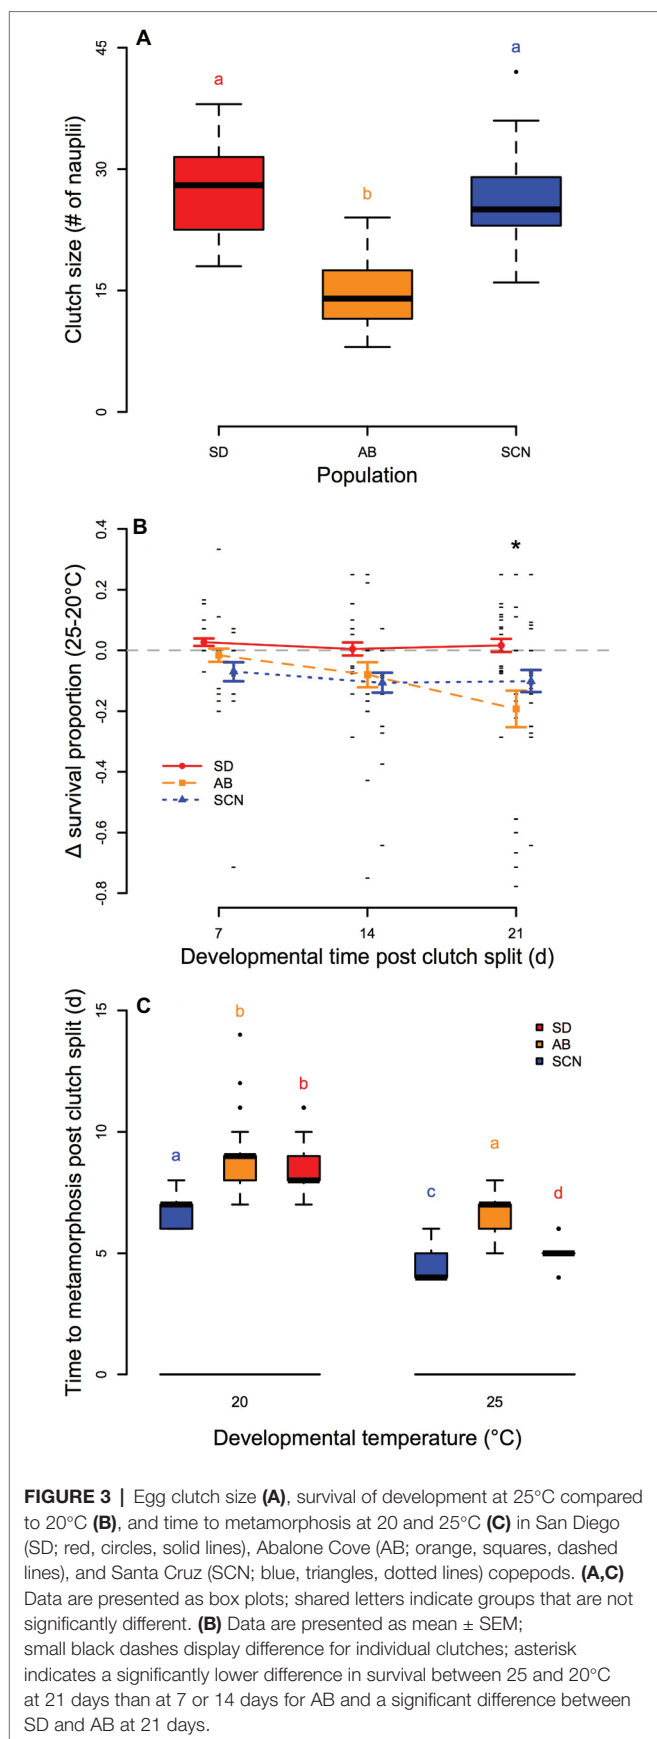 A
45
30
15
0
Clutch size (# of nauplii)
a
b
a
SD
AB
SCN
Population
B
0.4
0.2
0.0
-0.2
-0.4
-0.6
-0.8
Δ survival proportion (25-20°C)
*
SD
AB
SCN
7
14
21
Developmental time post clutch split (d)
C
15
10
5
0
Time to metamorphosis post clutch split (d)
a
b
b
c
a
d
SD
AB
SCN
20
25
Developmental temperature (°C)
FIGURE 3 | Egg clutch size (A), survival of development at 25°C compared
to 20°C (B), and time to metamorphosis at 20 and 25°C (C) in San Diego
(SD; red, circles, solid lines), Abalone Cove (AB; orange, squares, dashed
lines), and Santa Cruz (SCN; blue, triangles, dotted lines) copepods. (A,C)
Data are presented as box plots; shared letters indicate groups that are not
significantly different. (B) Data are presented as mean ± SEM;
small black dashes display difference for individual clutches; asterisk
indicates a significantly lower difference in survival between 25 and 20°C
at 21 days than at 7 or 14 days for AB and a significant difference between
SD and AB at 21 days.